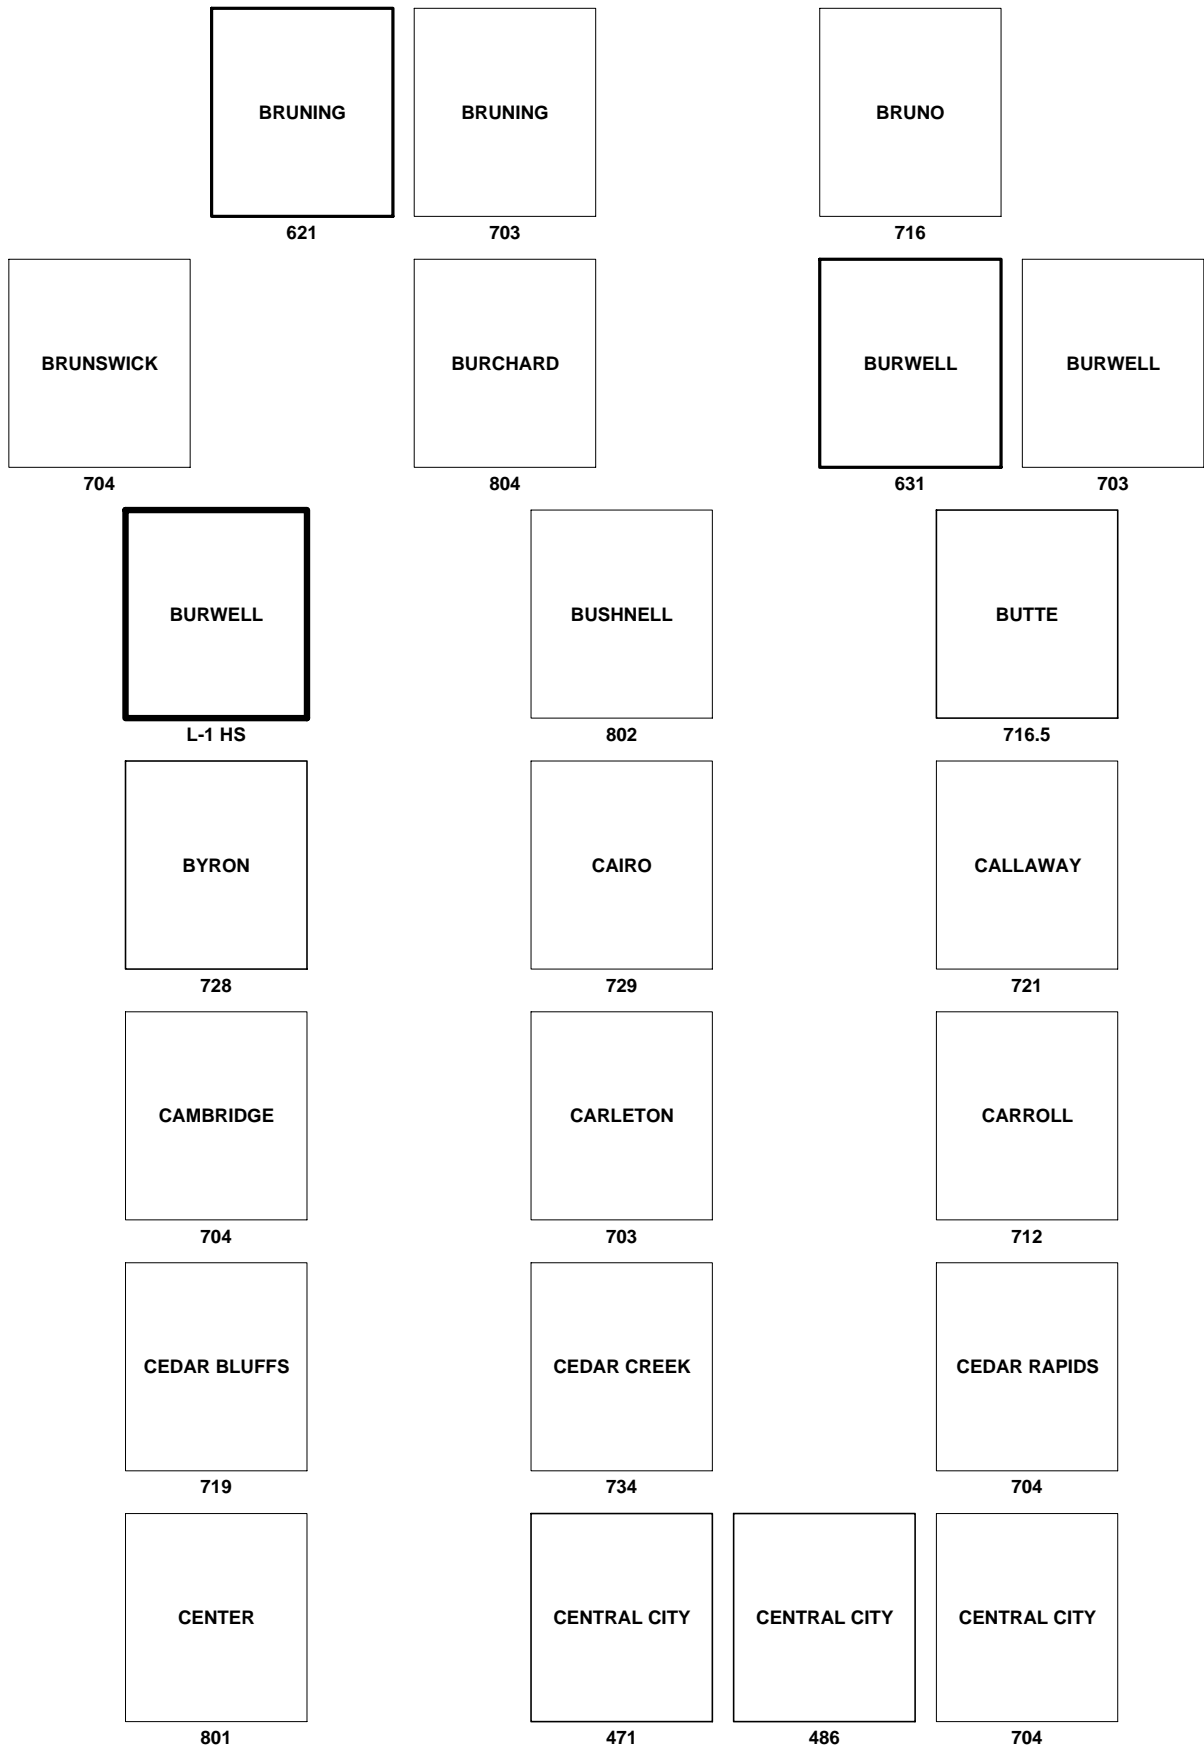 BRUNING BRUNING BRUNO
621 703 716
BRUNSWICK BURCHARD BURWELL BURWELL
704 804 631 703
BURWELL BUSHNELL BUTTE
L-1 HS 802 716.5
BYRON CAIRO CALLAWAY
728 729 721
CAMBRIDGE CARLETON CARROLL
704 703 712
CEDAR BLUFFS CEDAR CREEK CEDAR RAPIDS
719 734 704
CENTER CENTRAL CITY CENTRAL CITY CENTRAL CITY
801 471 486 704